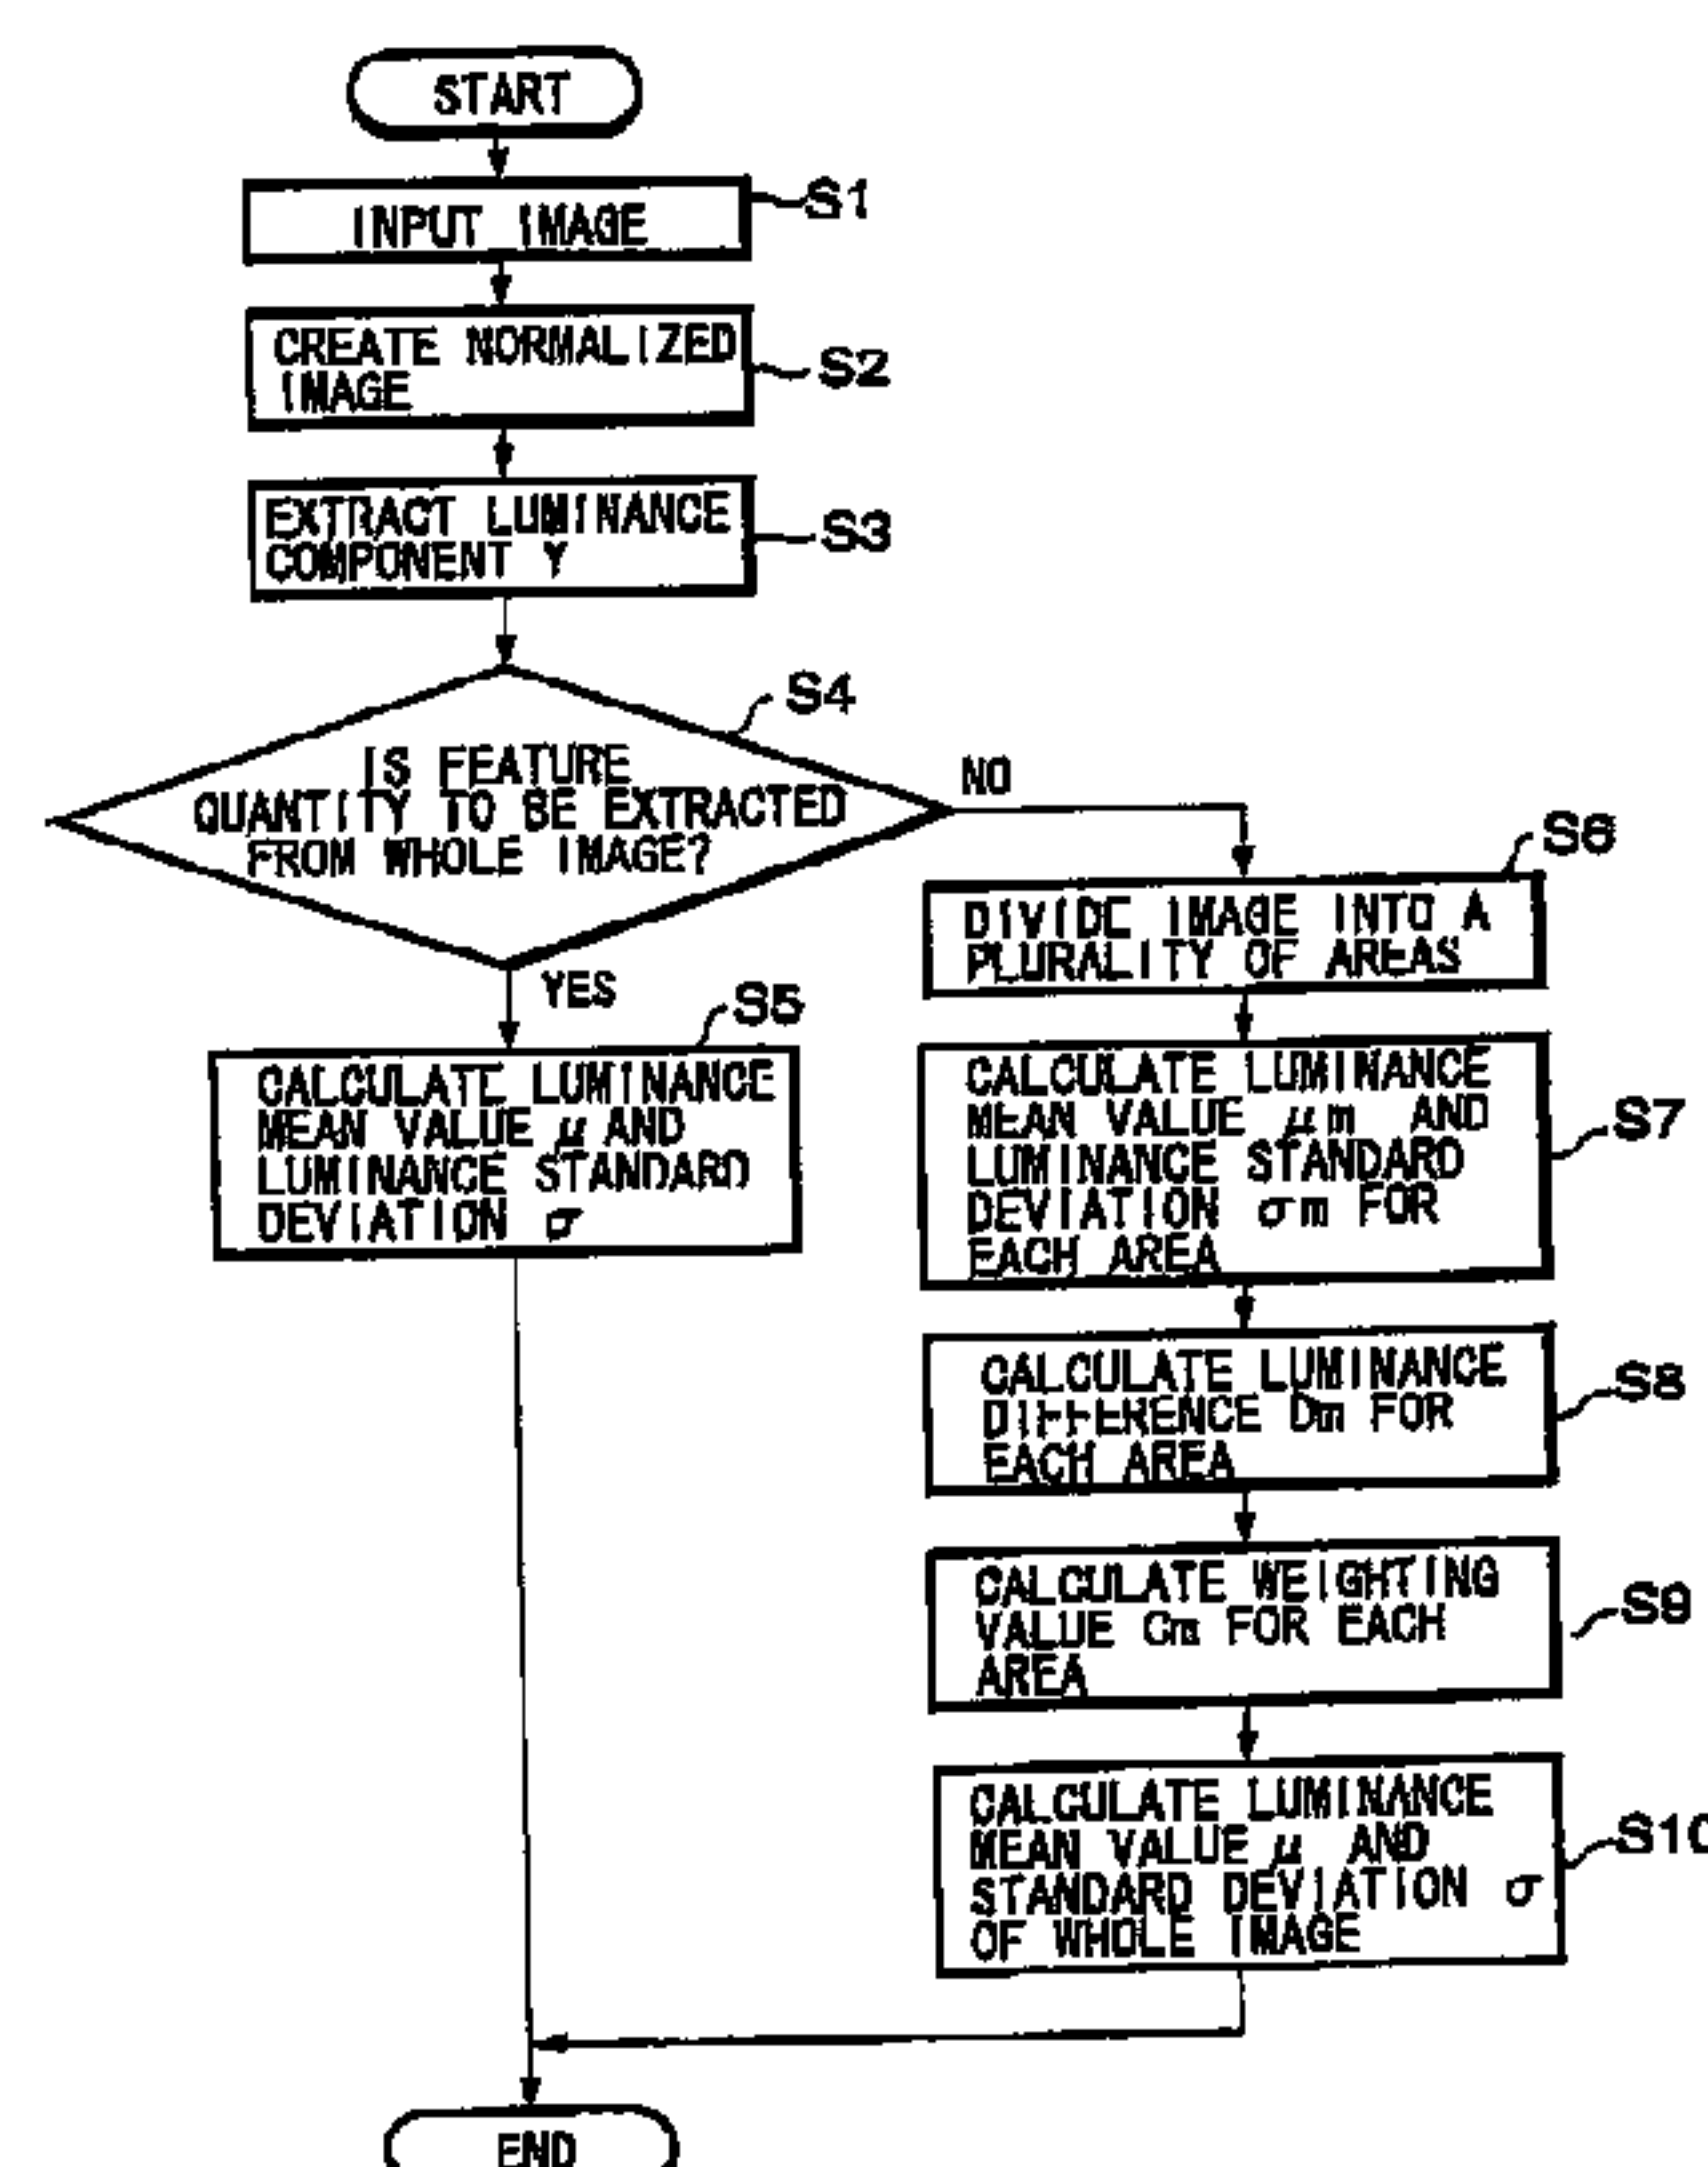 START
INPUT IMAGE
S1
CREATE NORMALIZED
IMAGE
S2
EXTRACT LUMINANCE
COMPONENT Y
S3
S4
IS FEATURE
QUANTITY TO BE EXTRACTED
FROM WHOLE IMAGE?
NO
YES
S5
CALCULATE LUMINANCE
MEAN VALUE μ AND
LUMINANCE STANDARD
DEVIATION σ
S6
DIVIDE IMAGE INTO A
PLURALITY OF AREAS
CALCULATE LUMINANCE
MEAN VALUE μm AND
LUMINANCE STANDARD
DEVIATION σm FOR
EACH AREA
S7
CALCULATE LUMINANCE
DIFFERENCE Dm FOR
EACH AREA
S8
CALCULATE WEIGHTING
VALUE Cm FOR EACH
AREA
S9
CALCULATE LUMINANCE
MEAN VALUE μ AND
STANDARD DEVIATION σ
OF WHOLE IMAGE
S10
END